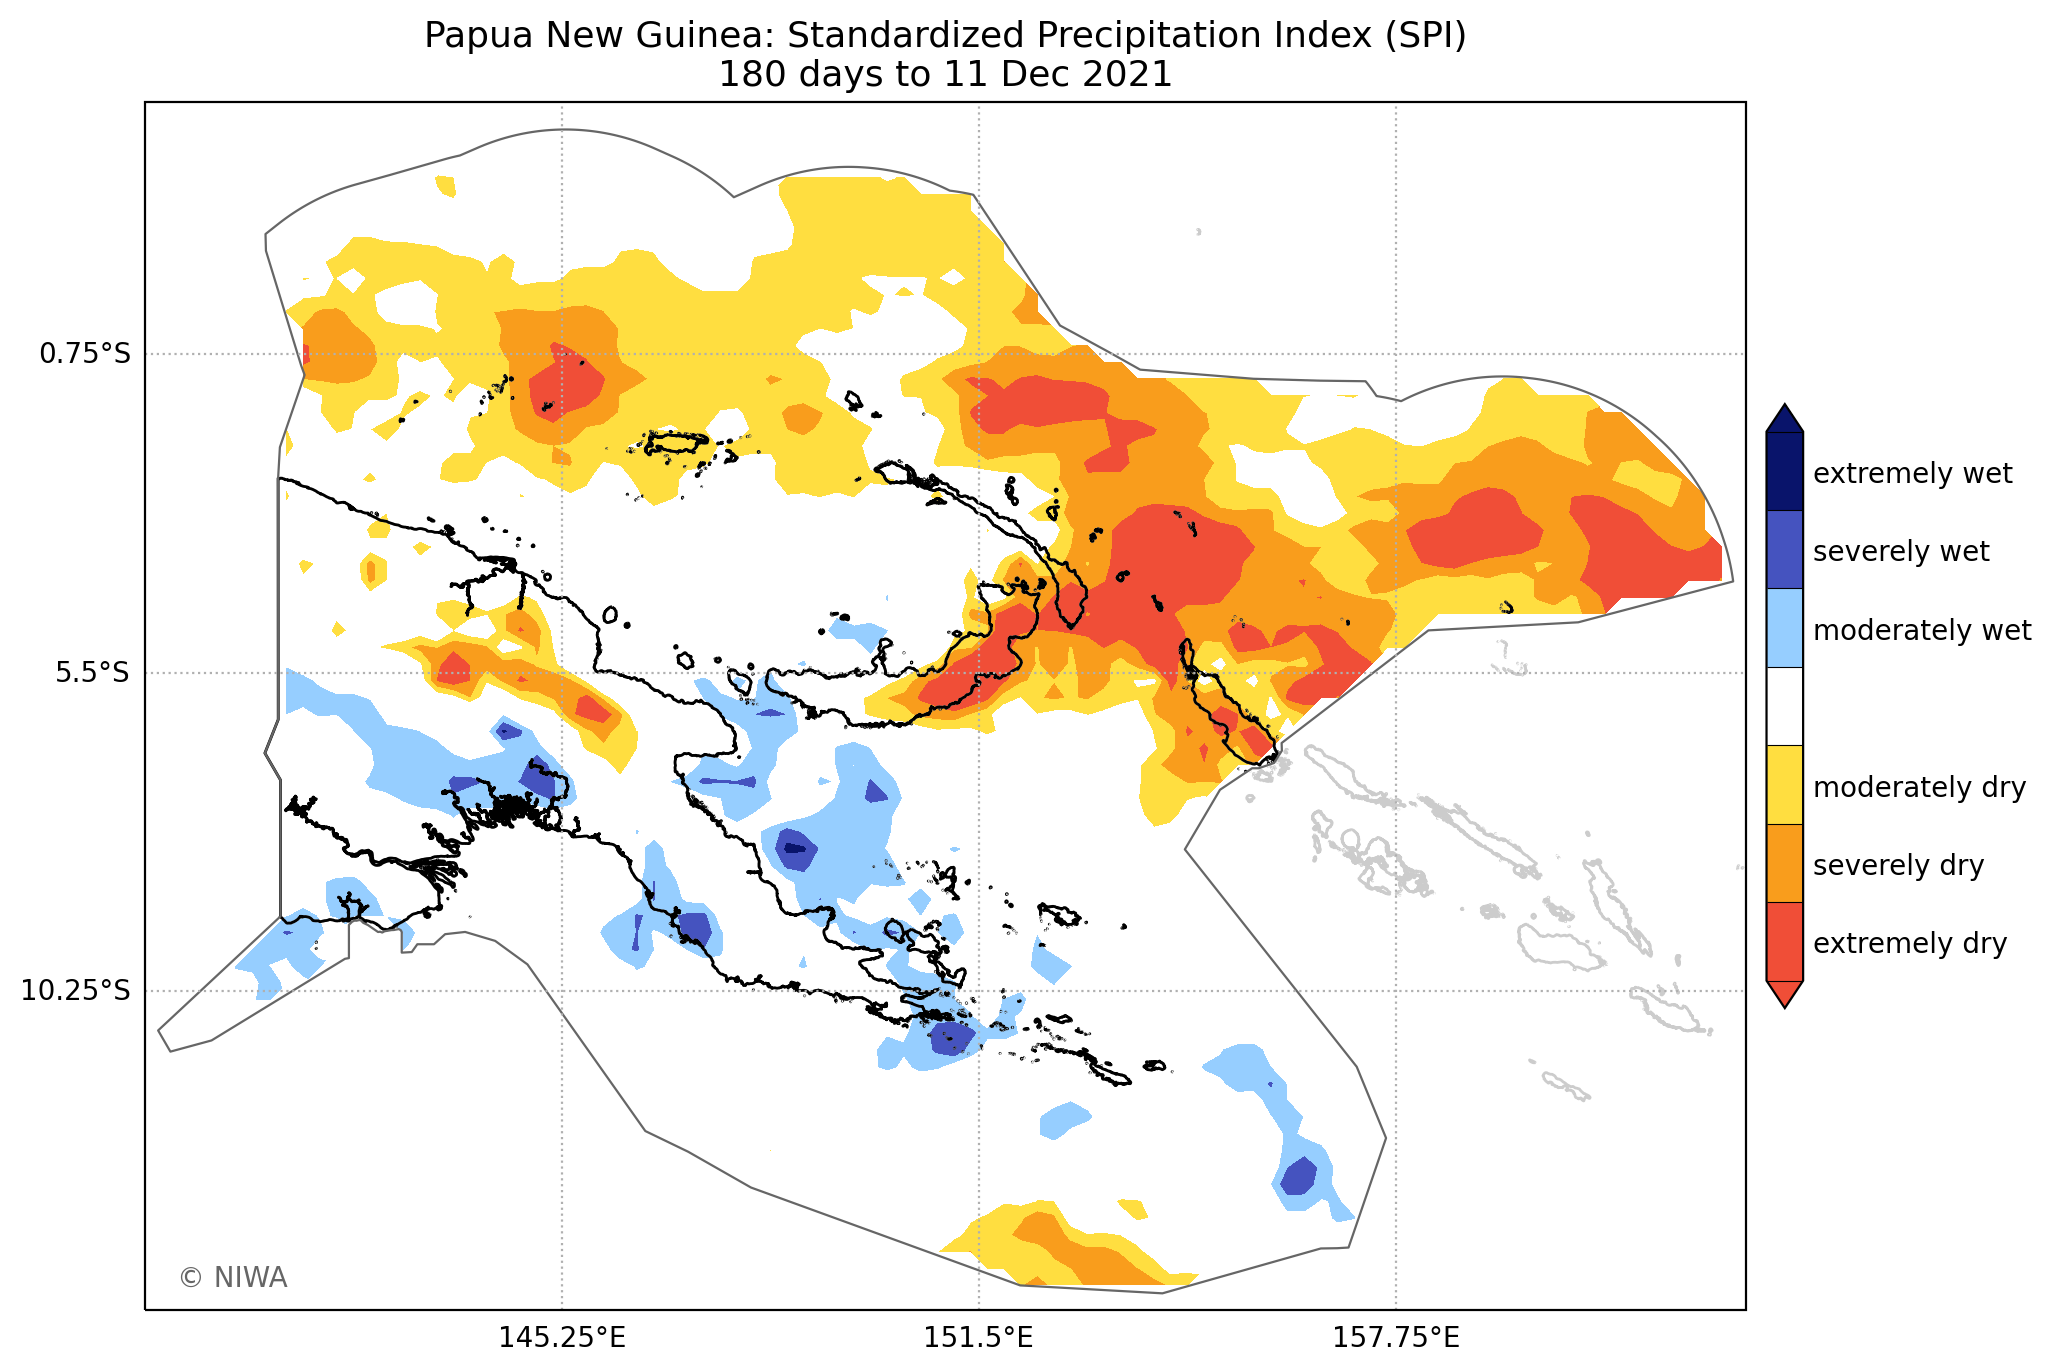 Papua New Guinea: Standardized Precipitation Index (SPI)
180 days to 11 Dec 2021
0.75°S
5.5°S
10.25°S
145.25°E
151.5°E
157.75°E
extremely wet
severely wet
moderately wet
moderately dry
severely dry
extremely dry
© NIWA